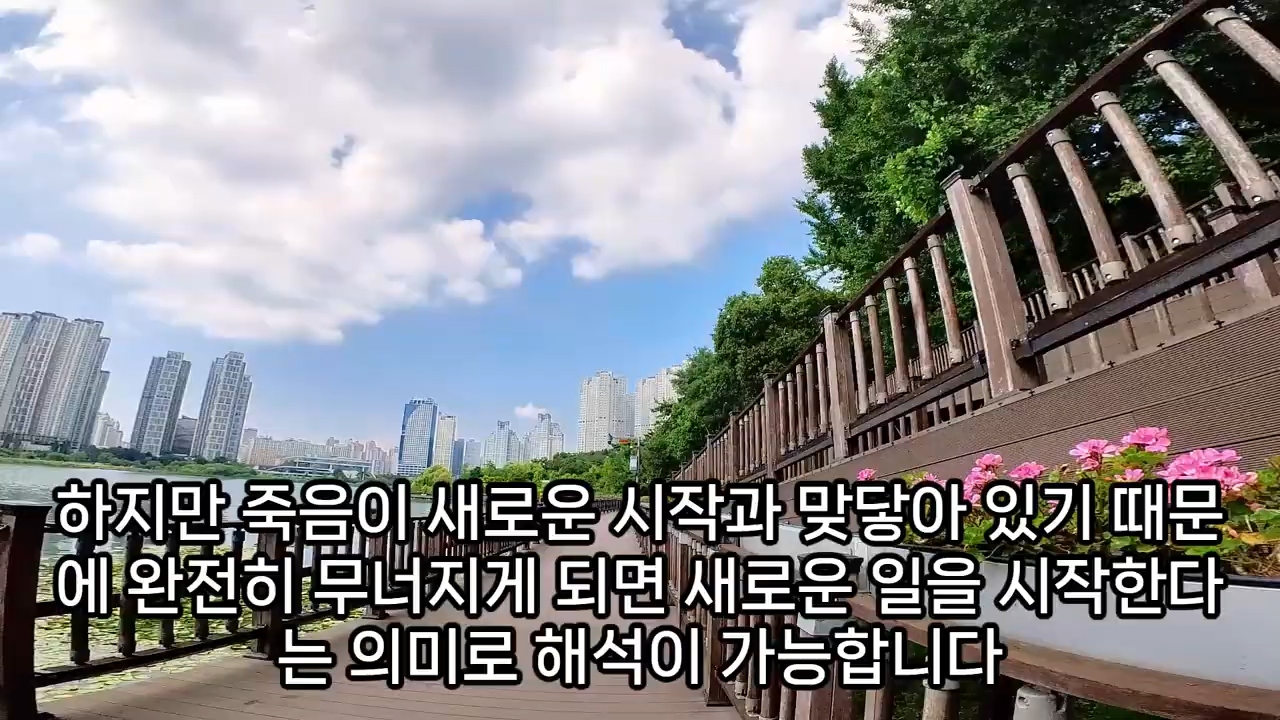 하지만 죽음이 새로운 시작과 맞닿아 있기 때문
에 완전히 무너지게 되면 새로운 일을 시작한다
는 의미로 해석이 가능합니다